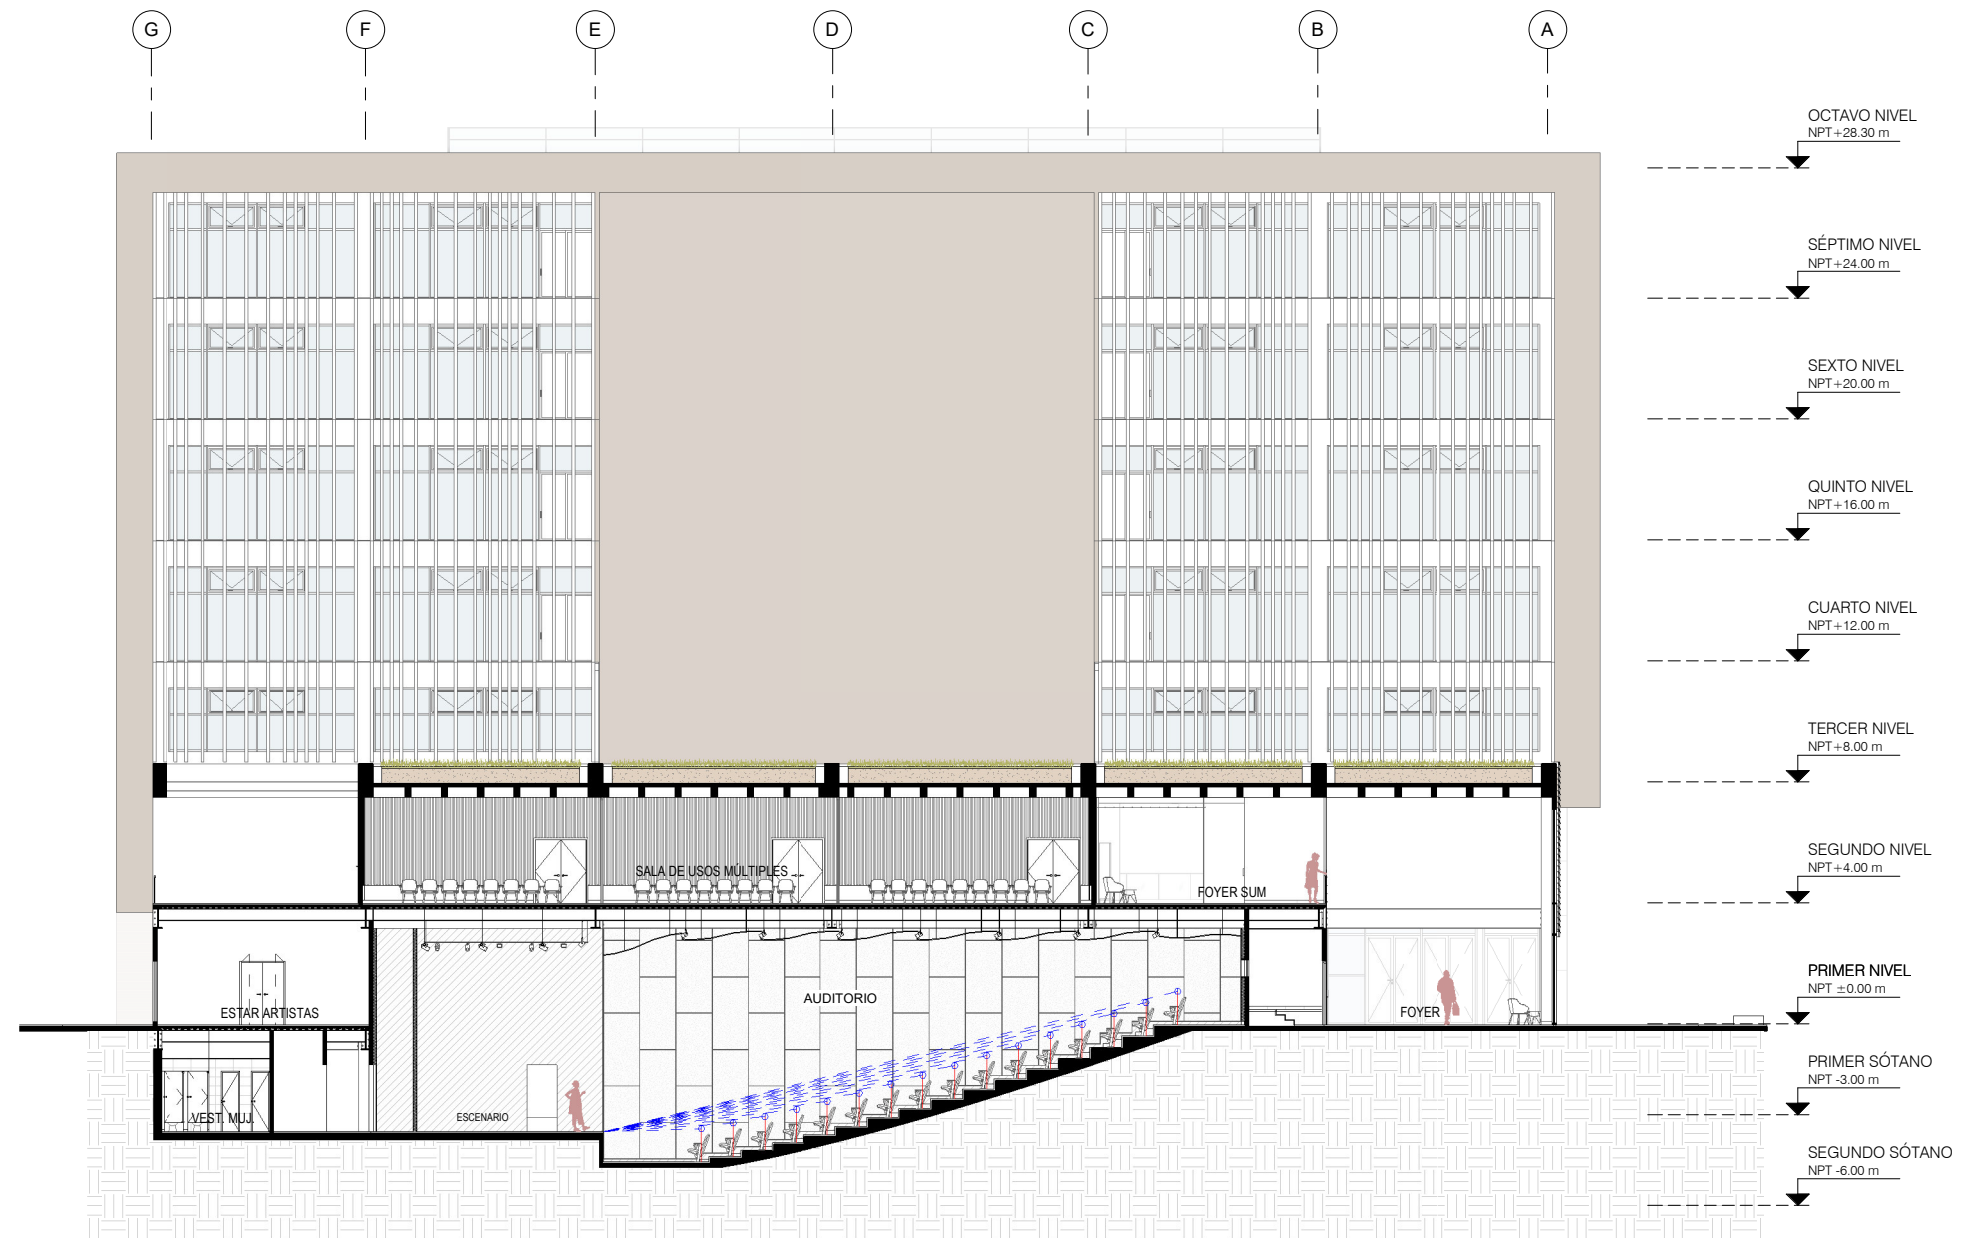 G F E D C B A
OCTAVO NIVEL
NPT+28.30 m
SÉPTIMO NIVEL
NPT+24.00 m
SEXTO NIVEL
NPT+20.00 m
QUINTO NIVEL
NPT+16.00 m
CUARTO NIVEL
NPT+12.00 m
TERCER NIVEL
NPT+8.00 m
SEGUNDO NIVEL
NPT+4.00 m
SALA DE USOS MÚLTIPLES
FOYER SUM
PRIMER NIVEL
NPT ±0.00 m
AUDITORIO
ESTAR ARTISTAS
FOYER
PRIMER SÓTANO
NPT -3.00 m
VEST. MUJ.
ESCENARIO
SEGUNDO SÓTANO
NPT -6.00 m